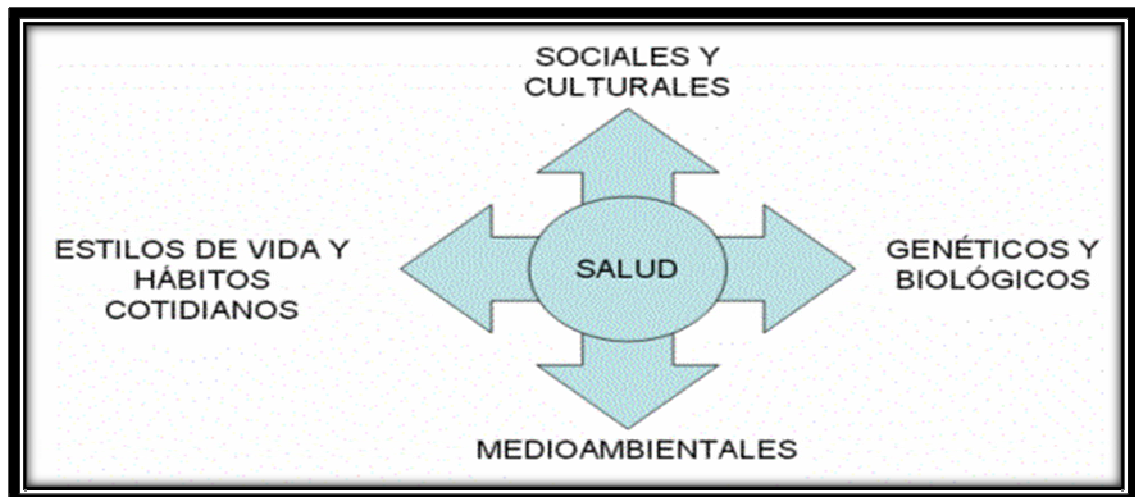 SOCIALES Y
CULTURALES
ESTILOS DE VIDA Y
HÁBITOS
COTIDIANOS
SALUD
GENÉTICOS Y
BIOLÓGICOS
MEDIOAMBIENTALES